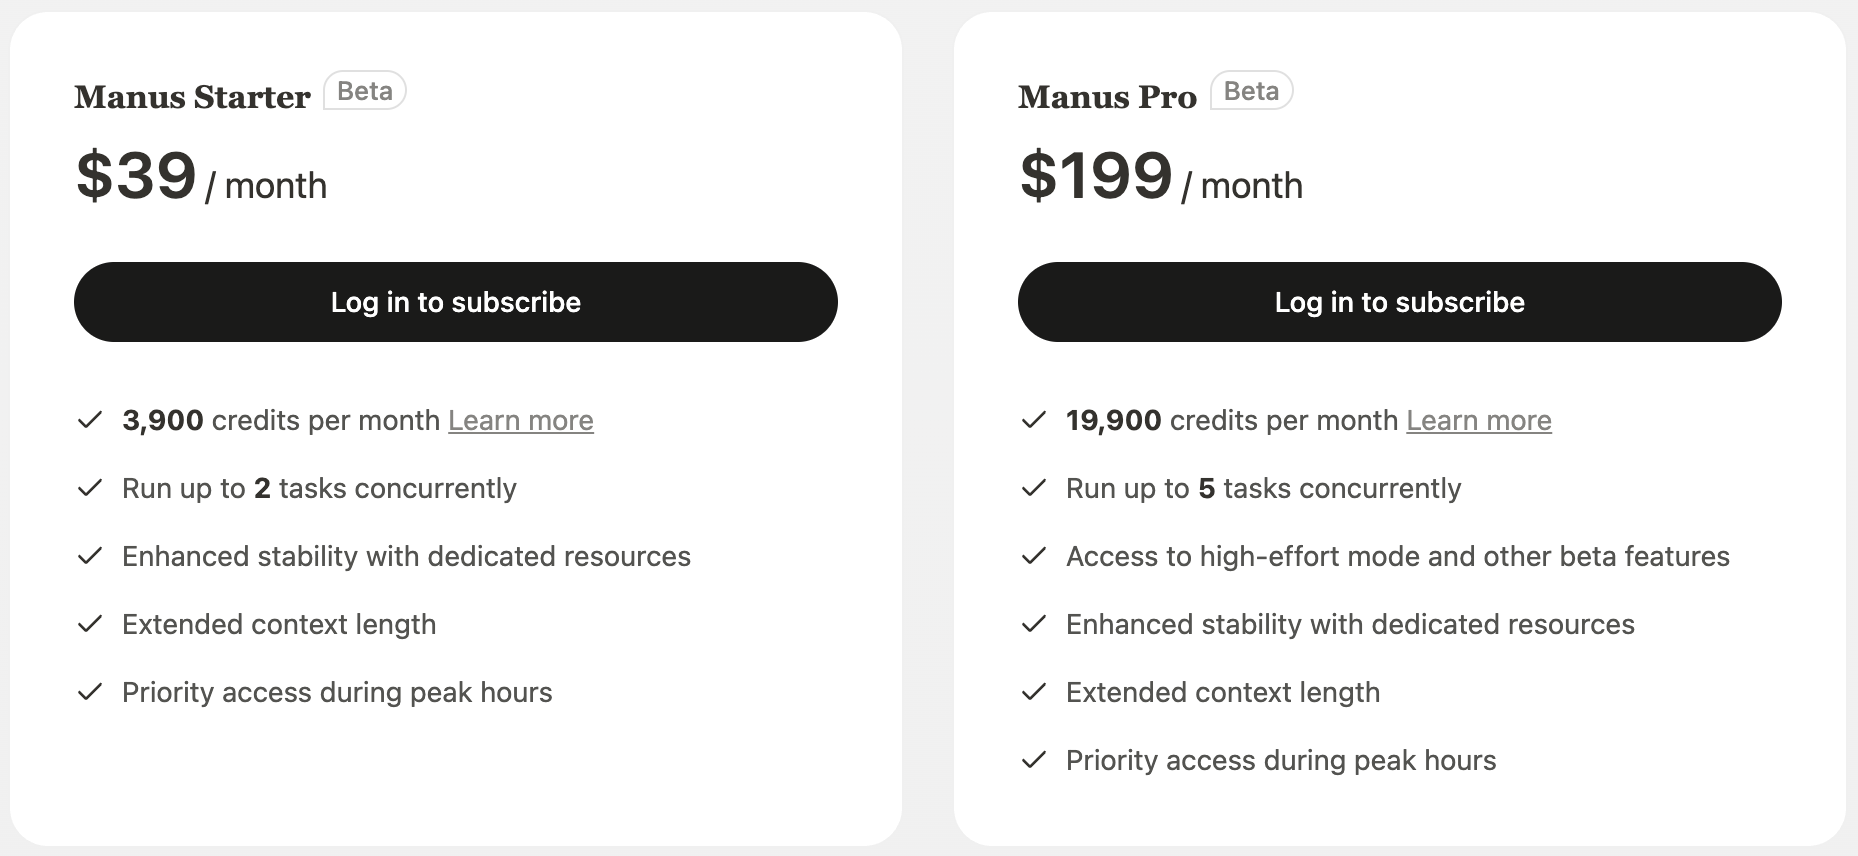 Manus Starter Beta
$39 / month
Log in to subscribe
3,900 credits per month Learn more
Run up to 2 tasks concurrently
Enhanced stability with dedicated resources
Extended context length
Priority access during peak hours
Manus Pro Beta
$199 / month
Log in to subscribe
19,900 credits per month Learn more
Run up to 5 tasks concurrently
Access to high-effort mode and other beta features
Enhanced stability with dedicated resources
Extended context length
Priority access during peak hours